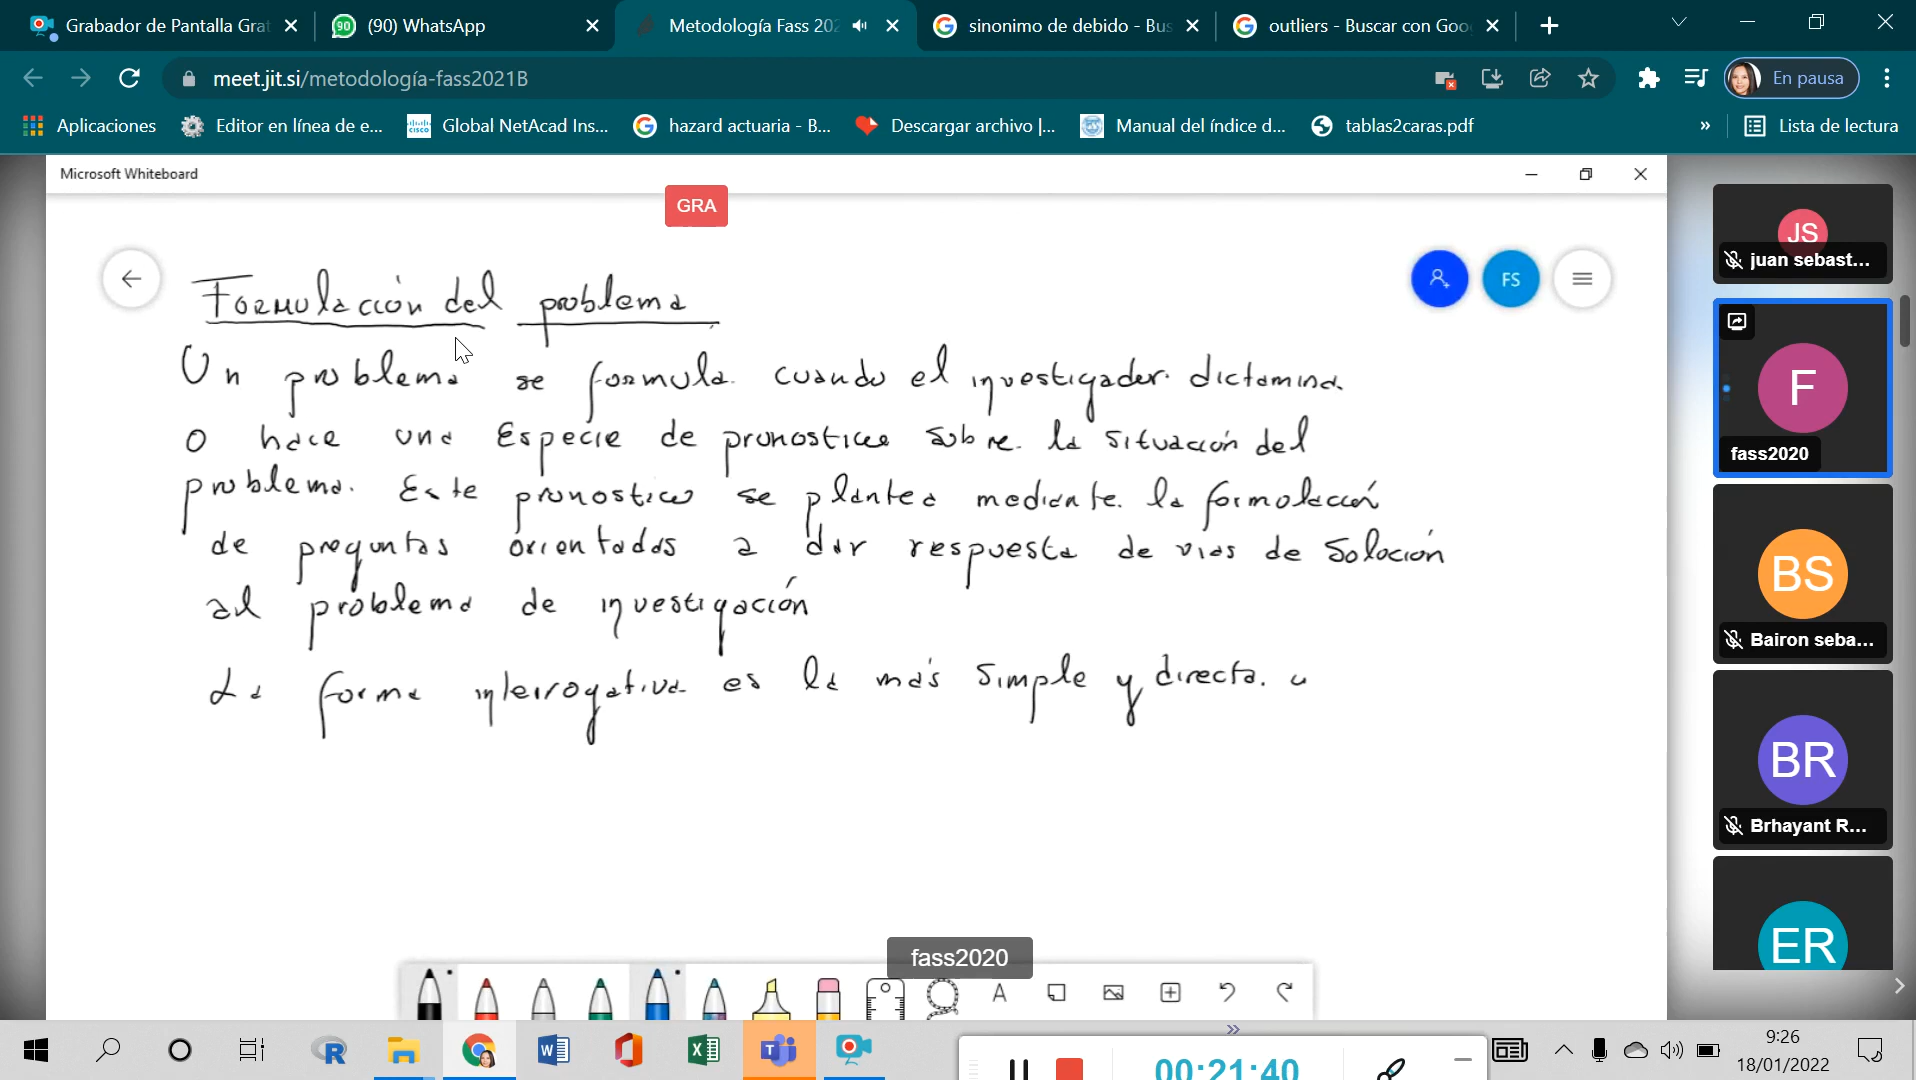 Grabador de Pantalla Grat
(90) WhatsApp
Metodología Fass 202
sinonimo de debido - Bus
outliers - Buscar con Goog
meet.jit.si/metodología-fass2021B
En pausa
Aplicaciones
Editor en línea de e...
Global NetAcad Ins...
hazard actuaria - B...
Descargar archivo |...
Manual del índice d...
tablas2caras.pdf
»
Lista de lectura
Microsoft Whiteboard
GRA
FS
Formulación del problema
Un problema se formula cuando el investigador dictamina
o hace una Especie de pronostico sobre la situación del
problema. Este pronostico se plantea mediante la formulación
de preguntas orientadas a dar respuesta de vias de solución
al problema de investigación
La forma interrogativa es la más simple y directa. u
JS
juan sebast...
F
fass2020
BS
Bairon seba...
BR
Brhayant R...
ER
fass2020
A
00:21:40
9:26
18/01/2022